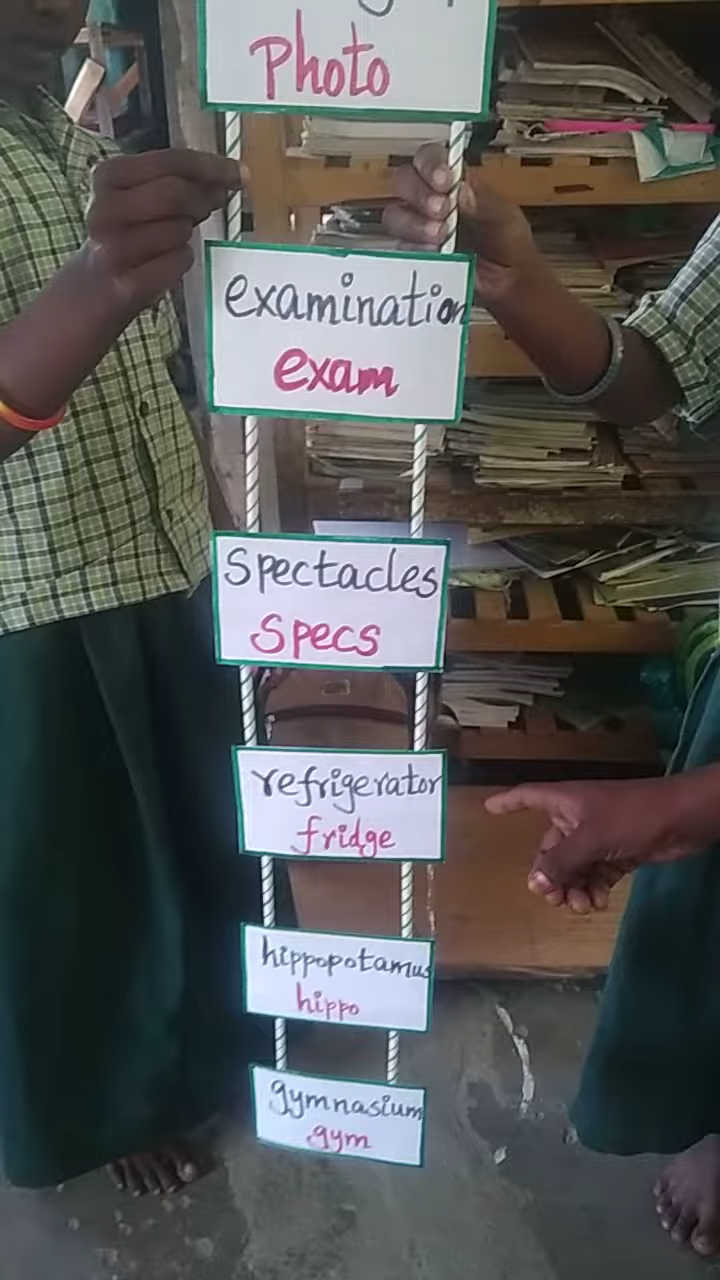 Photo
examination
exam
Spectacles
Specs
refrigerator
fridge
hippopotamus
hippo
gymnasium
gym